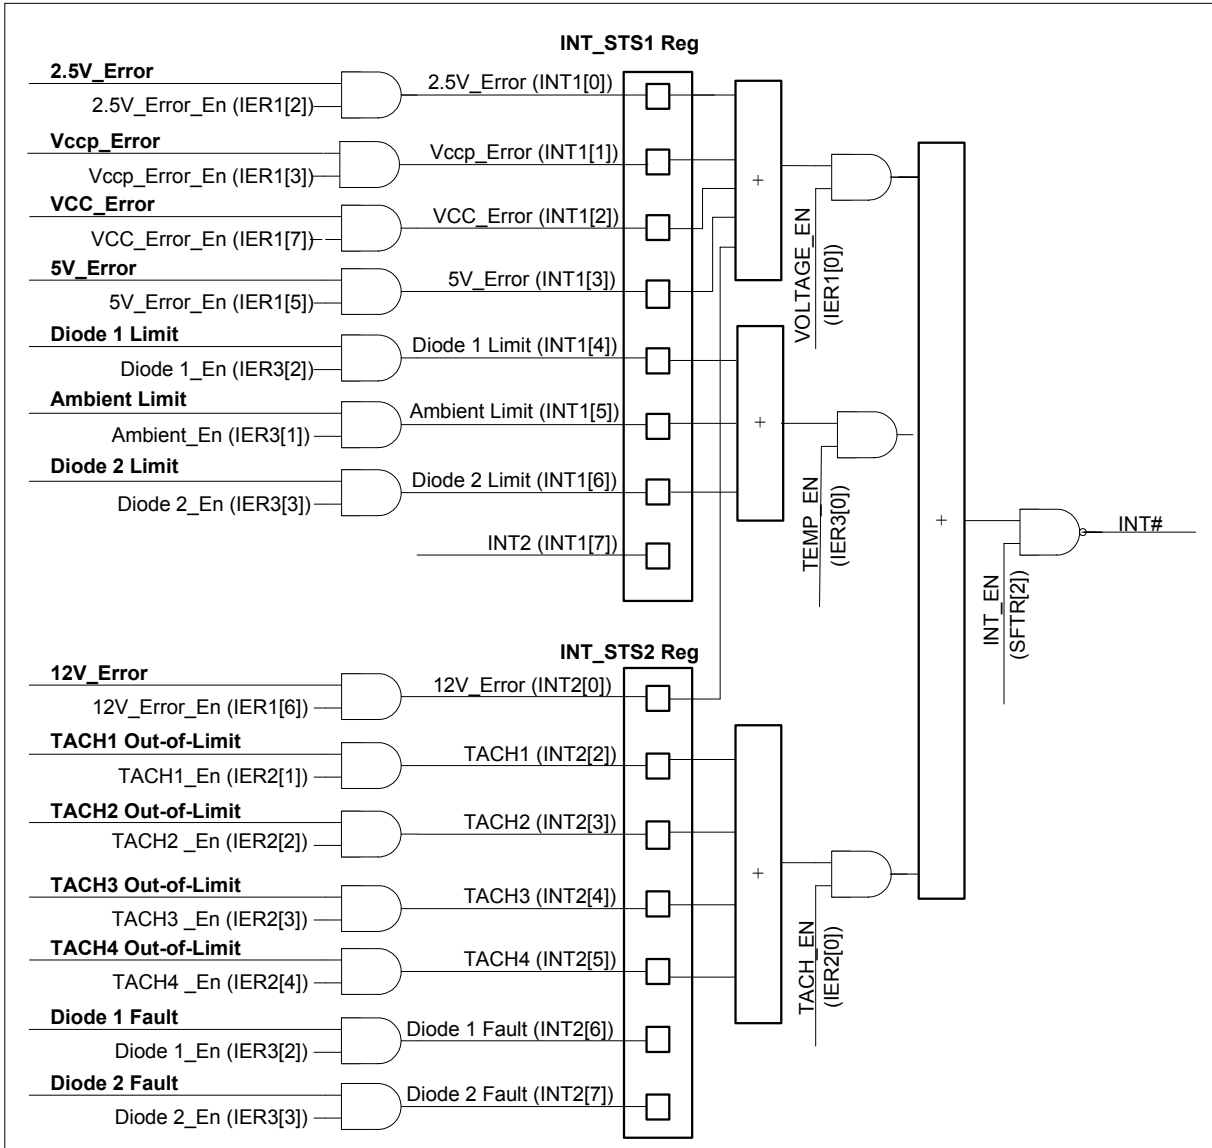 INT_STS1 Reg
2.5V_Error
2.5V_Error_En (IER1[2])
2.5V_Error (INT1[0])
Vccp_Error
Vccp_Error_En (IER1[3])
Vccp_Error (INT1[1])
VCC_Error
VCC_Error_En (IER1[7])
VCC_Error (INT1[2])
5V_Error
5V_Error_En (IER1[5])
5V_Error (INT1[3])
Diode 1 Limit
Diode 1_En (IER3[2])
Diode 1 Limit (INT1[4])
Ambient Limit
Ambient_En (IER3[1])
Ambient Limit (INT1[5])
Diode 2 Limit
Diode 2_En (IER3[3])
Diode 2 Limit (INT1[6])
INT2 (INT1[7])
+
VOLTAGE_EN
(IER1[0])
+
TEMP_EN
(IER3[0])
+
INT_EN
(SFTR[2])
INT#
INT_STS2 Reg
12V_Error
12V_Error_En (IER1[6])
12V_Error (INT2[0])
TACH1 Out-of-Limit
TACH1_En (IER2[1])
TACH1 (INT2[2])
TACH2 Out-of-Limit
TACH2 _En (IER2[2])
TACH2 (INT2[3])
TACH3 Out-of-Limit
TACH3 _En (IER2[3])
TACH3 (INT2[4])
TACH4 Out-of-Limit
TACH4 _En (IER2[4])
TACH4 (INT2[5])
Diode 1 Fault
Diode 1_En (IER3[2])
Diode 1 Fault (INT2[6])
Diode 2 Fault
Diode 2_En (IER3[3])
Diode 2 Fault (INT2[7])
+
TACH_EN
(IER2[0])